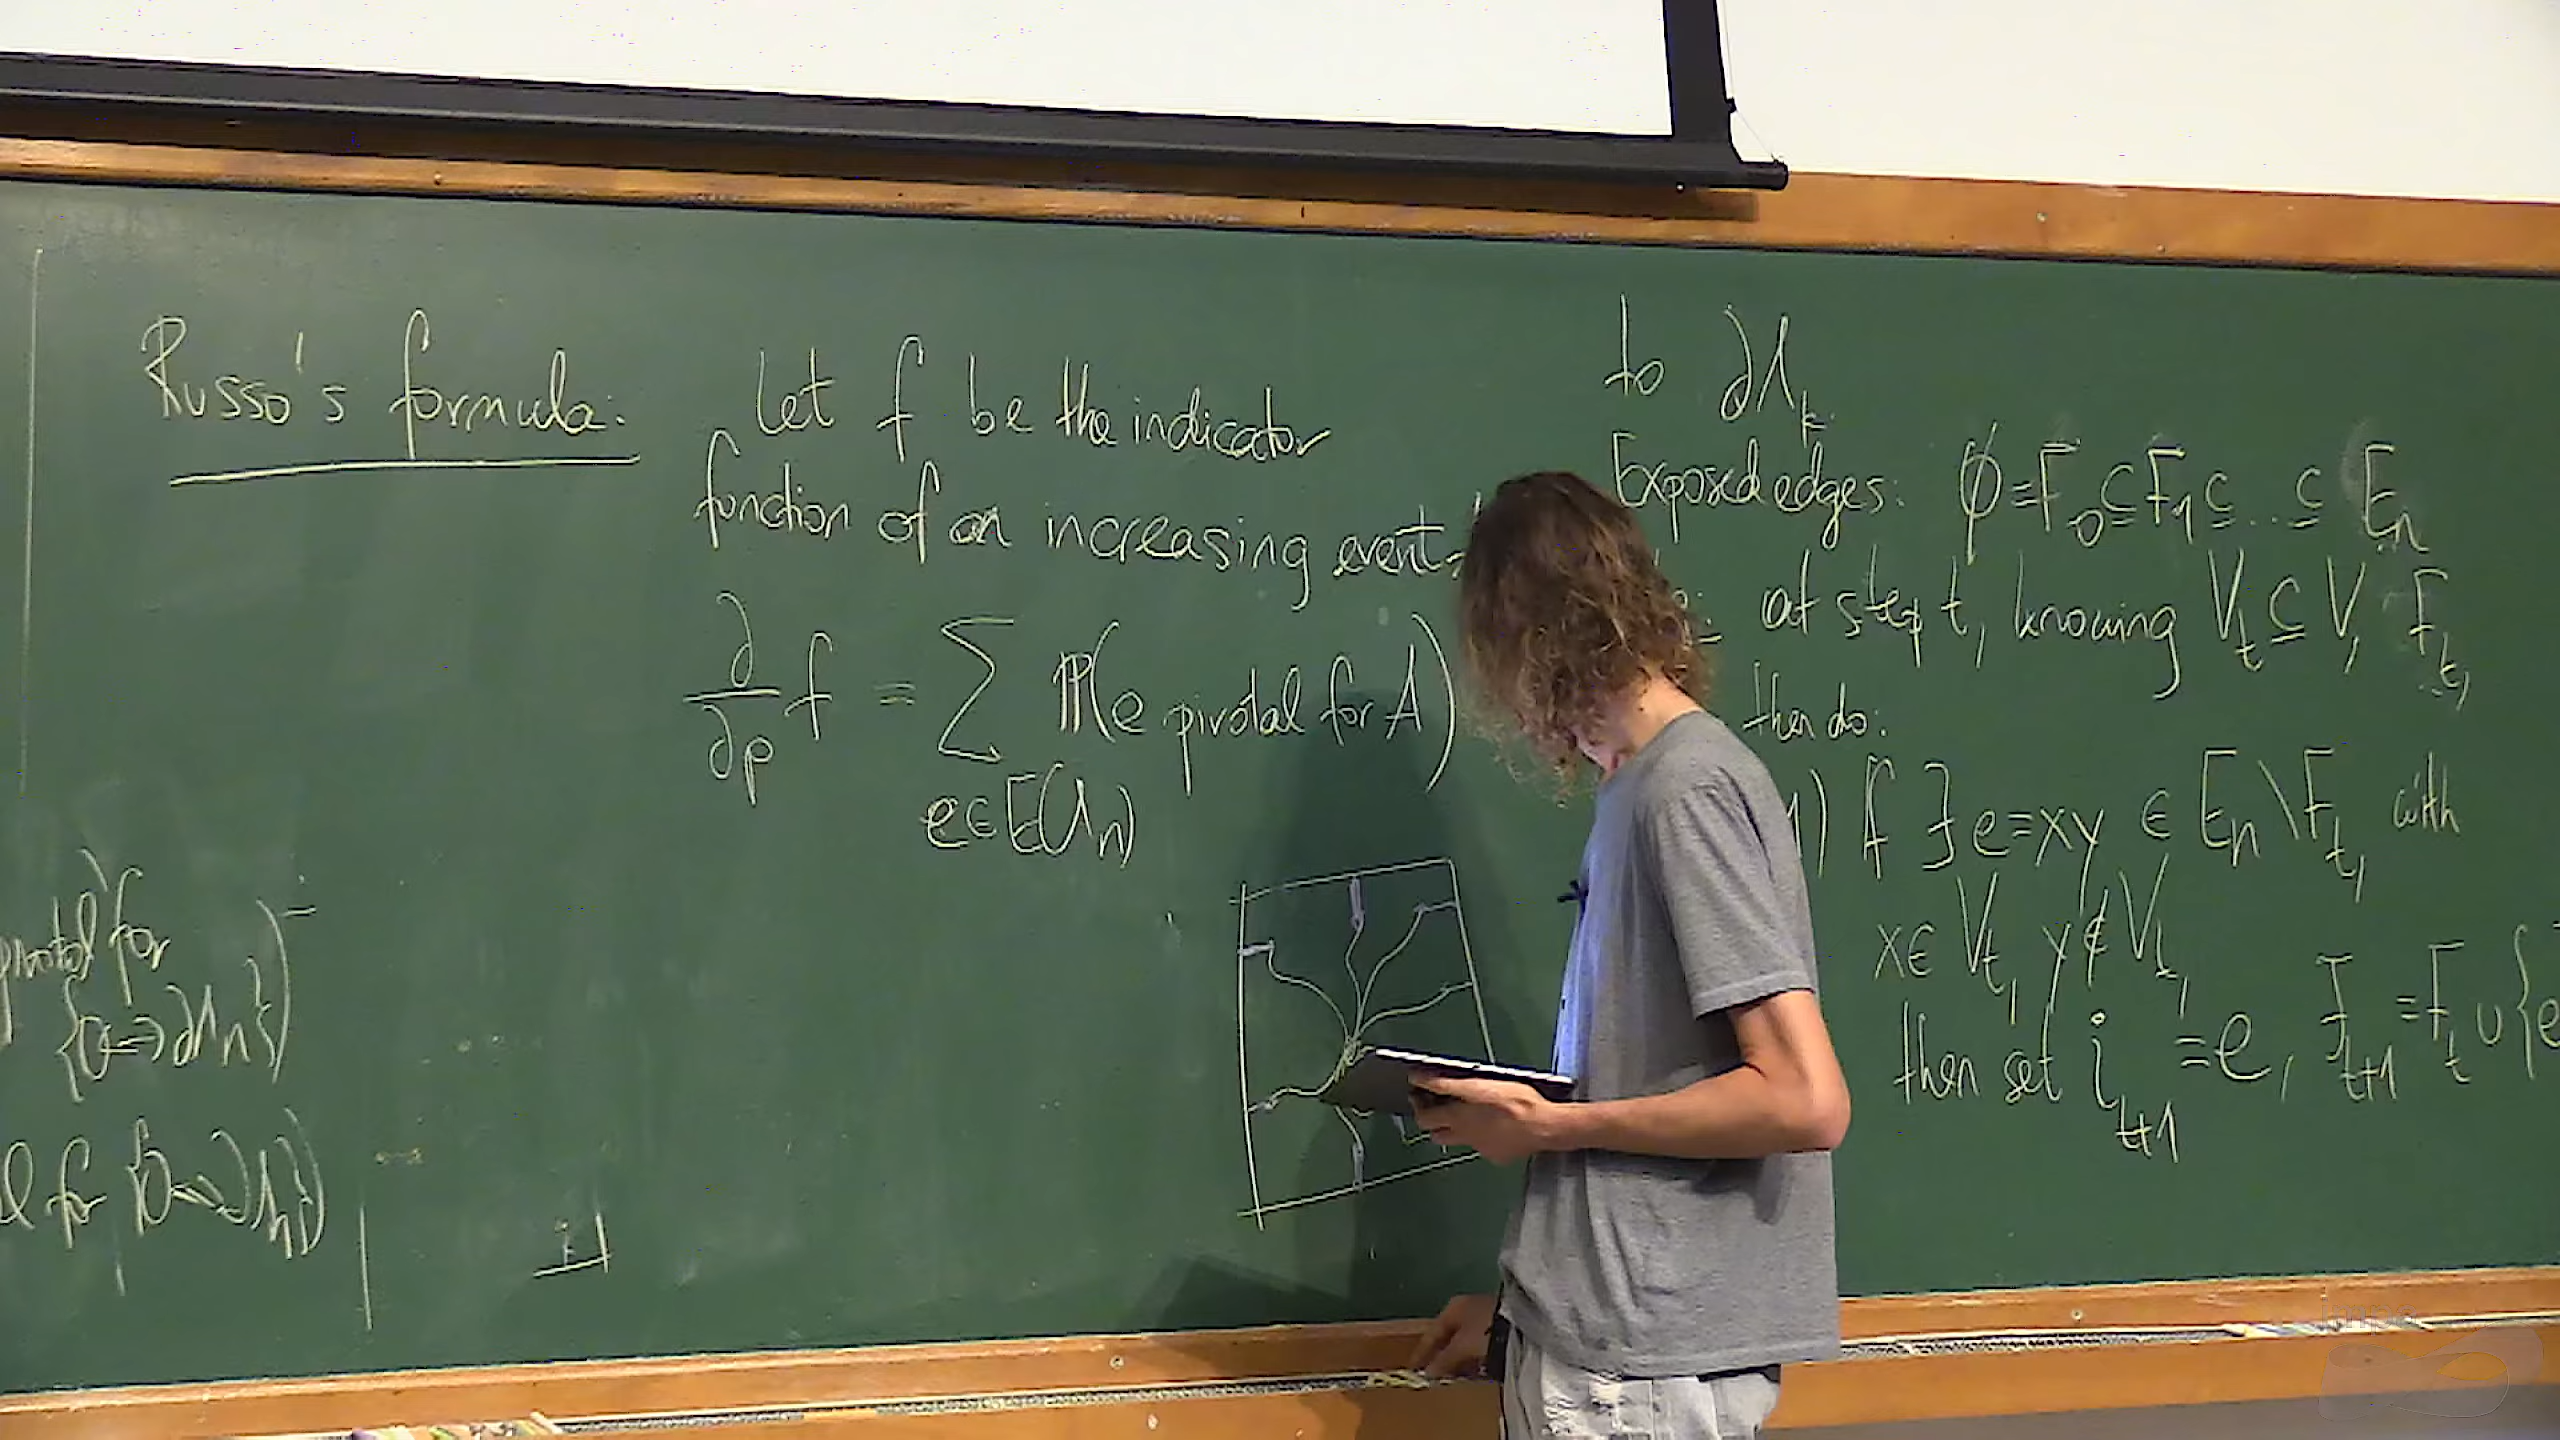 Russo's formula: Let f be the indicator
function of an increasing event
∂/∂p f = ∑ ℙ(e pivotal for A)
e∈E(Λn)
pivotal for
{0↔∂Λn})
l for {0↔∂Λn})
to ∂Λk.
Exposed edges: ∅=F0⊆F1⊆...⊆En
at step t, knowing Vt⊆V, Ft,
then do:
1) if ∃e=xy ∈ En\Ft, with
x∈Vt, y∉Vt,
then set it+1=e, Ft+1=Ft∪{e
impa